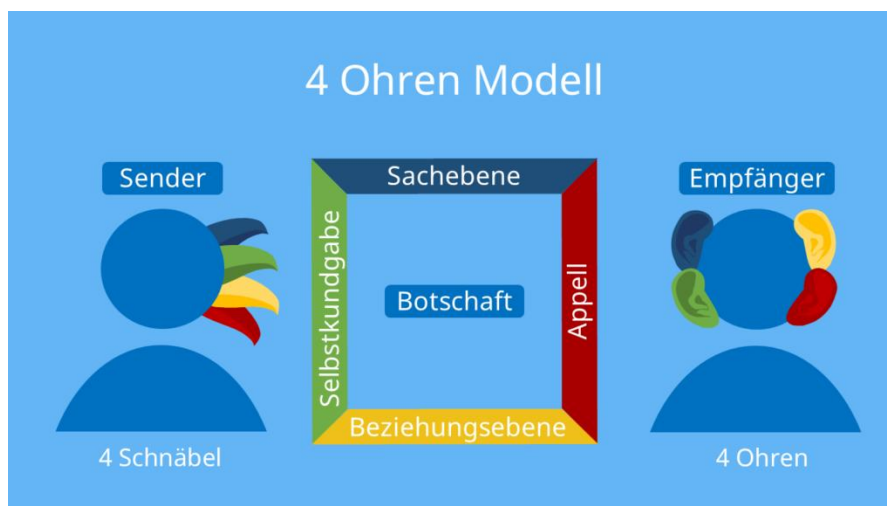 4 Ohren Modell
Sender
Sachebene
Empfänger
Selbstkundgabe
Botschaft
Appell
Beziehungsebene
4 Schnäbel
4 Ohren